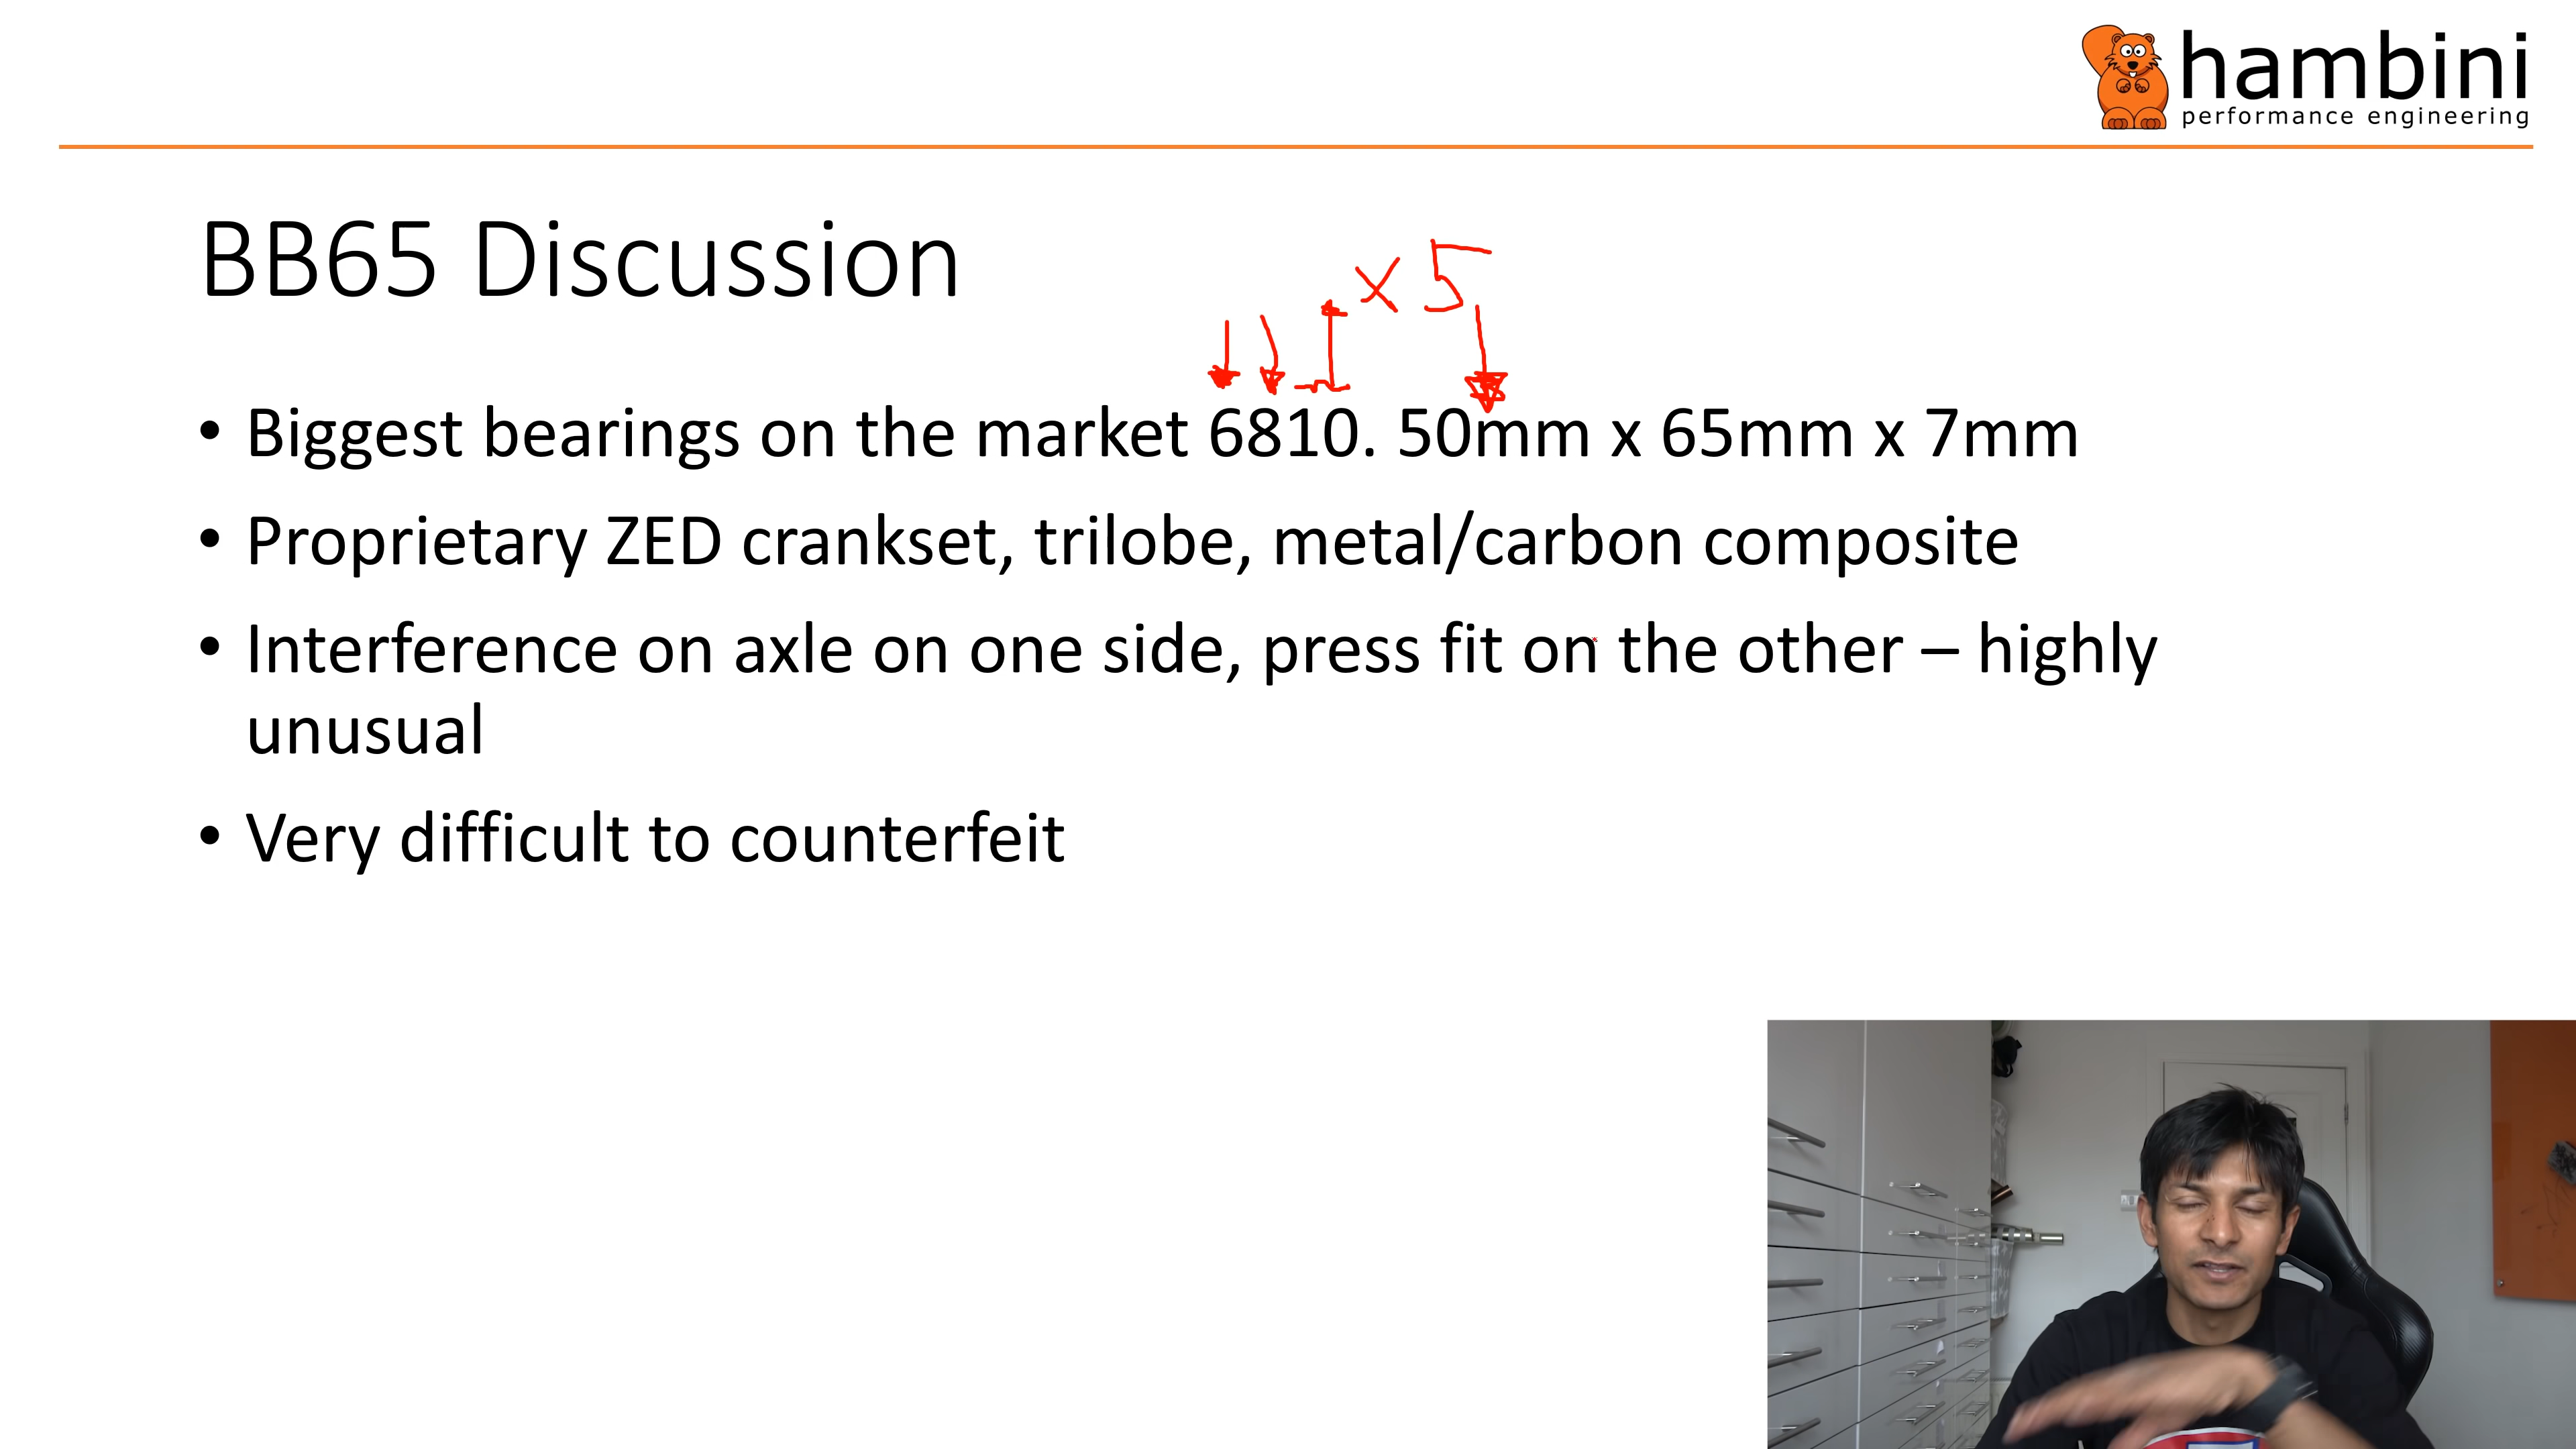 hambini
performance engineering
BB65 Discussion
x 5
• Biggest bearings on the market 6810. 50mm x 65mm x 7mm
• Proprietary ZED crankset, trilobe, metal/carbon composite
• Interference on axle on one side, press fit on the other – highly
unusual
• Very difficult to counterfeit